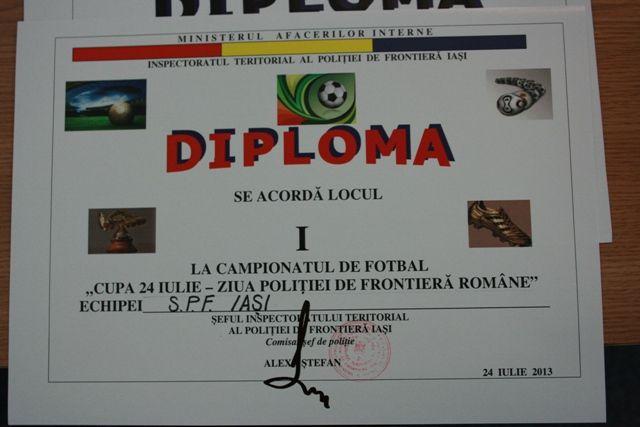 DIPLOMA
MINISTERUL AFACERILOR INTERNE
INSPECTORATUL TERITORIAL AL POLIȚIEI DE FRONTIERĂ IAȘI
DIPLOMA
SE ACORDĂ LOCUL
I
LA CAMPIONATUL DE FOTBAL
„CUPA 24 IULIE – ZIUA POLIȚIEI DE FRONTIERĂ ROMÂNE”
ECHIPEI S.P.F. IAȘI
ȘEFUL INSPECTORATULUI TERITORIAL
AL POLIȚIEI DE FRONTIERĂ IAȘI
Comisar șef de poliție
ȘTEFAN
24 IULIE 2013